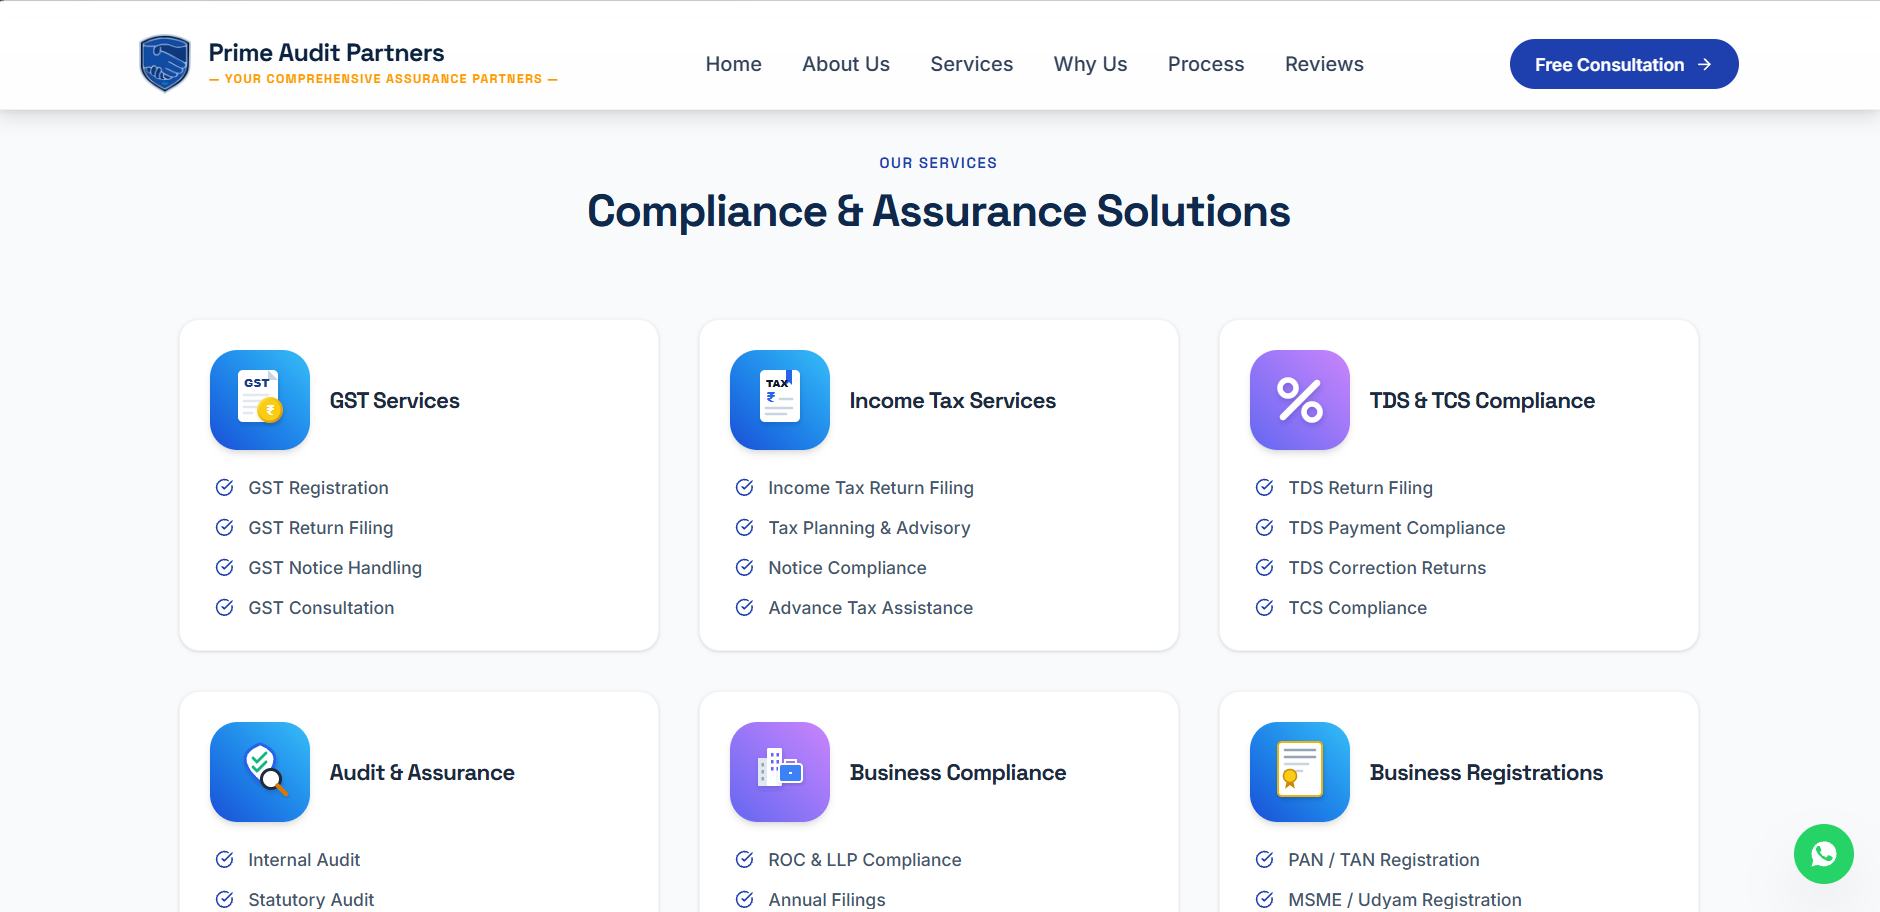 Prime Audit Partners
— YOUR COMPREHENSIVE ASSURANCE PARTNERS —
Home
About Us
Services
Why Us
Process
Reviews
Free Consultation
OUR SERVICES
Compliance & Assurance Solutions
GST
₹
GST Services
GST Registration
GST Return Filing
GST Notice Handling
GST Consultation
TAX
₹
Income Tax Services
Income Tax Return Filing
Tax Planning & Advisory
Notice Compliance
Advance Tax Assistance
%
TDS & TCS Compliance
TDS Return Filing
TDS Payment Compliance
TDS Correction Returns
TCS Compliance
Audit & Assurance
Internal Audit
Statutory Audit
Business Compliance
ROC & LLP Compliance
Annual Filings
Business Registrations
PAN / TAN Registration
MSME / Udyam Registration